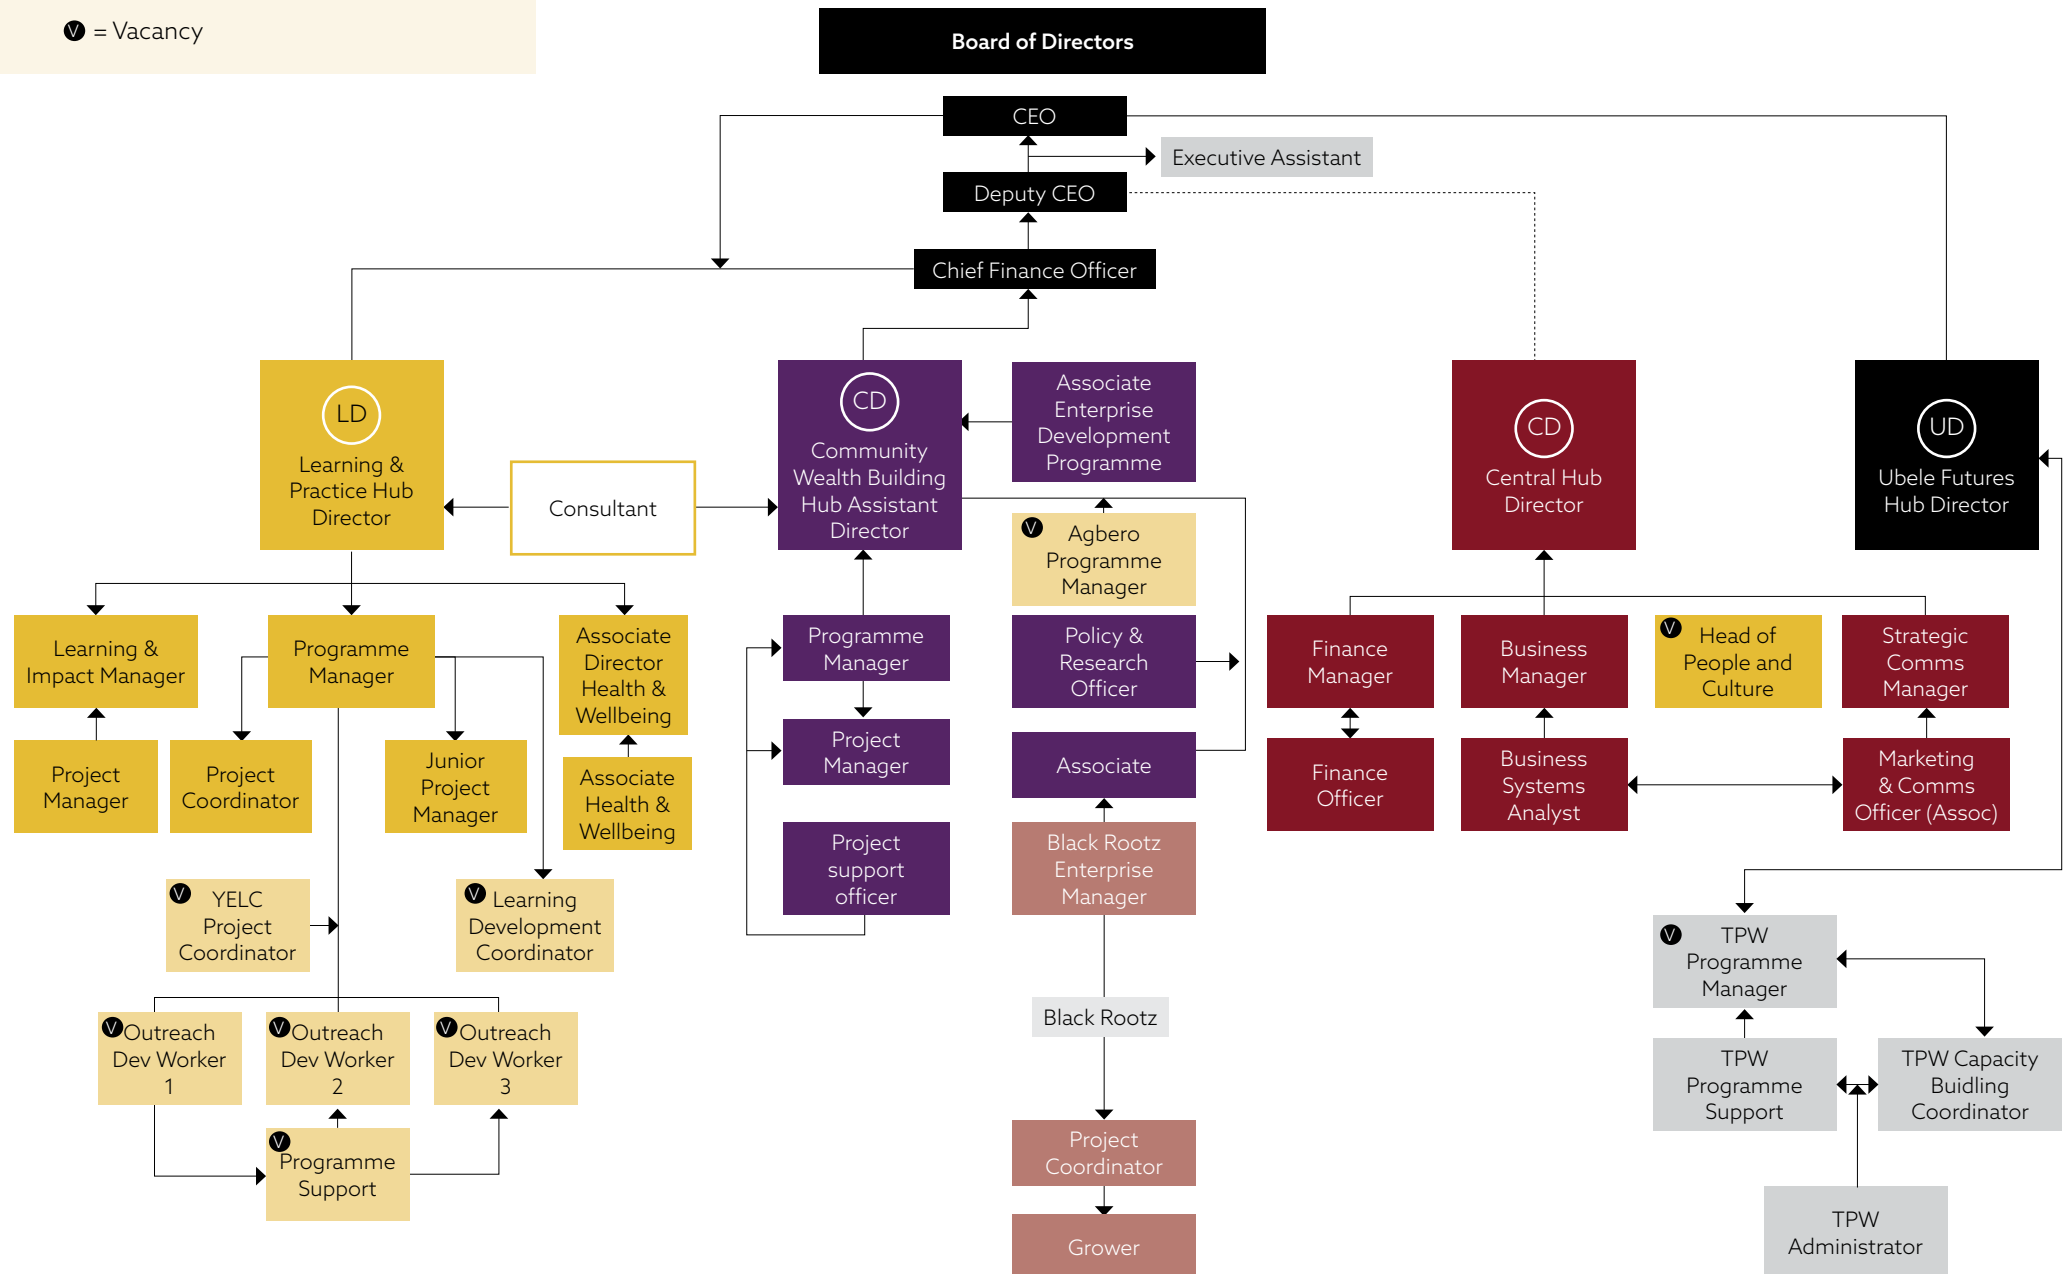 V = Vacancy
Board of Directors
CEO
Executive Assistant
Deputy CEO
Chief Finance Officer
LD
Learning &
Practice Hub
Director
Consultant
CD
Community
Wealth Building
Hub Assistant
Director
Associate
Enterprise
Development
Programme
CD
Central Hub
Director
UD
Ubele Futures
Hub Director
V
Agbero
Programme
Manager
Learning &
Impact Manager
Programme
Manager
Associate
Director
Health &
Wellbeing
Programme
Manager
Policy &
Research
Officer
Finance
Manager
Business
Manager
V
Head of
People and
Culture
Strategic
Comms
Manager
Project
Manager
Project
Coordinator
Junior
Project
Manager
Associate
Health &
Wellbeing
Project
Manager
Associate
Finance
Officer
Business
Systems
Analyst
Marketing
& Comms
Officer (Assoc)
Project
support
officer
Black Rootz
Enterprise
Manager
V
YELC
Project
Coordinator
V
Learning
Development
Coordinator
V
TPW
Programme
Manager
Black Rootz
V
Outreach
Dev Worker
1
V
Outreach
Dev Worker
2
V
Outreach
Dev Worker
3
TPW
Programme
Support
TPW Capacity
Buidling
Coordinator
V
Programme
Support
Project
Coordinator
Grower
TPW
Administrator